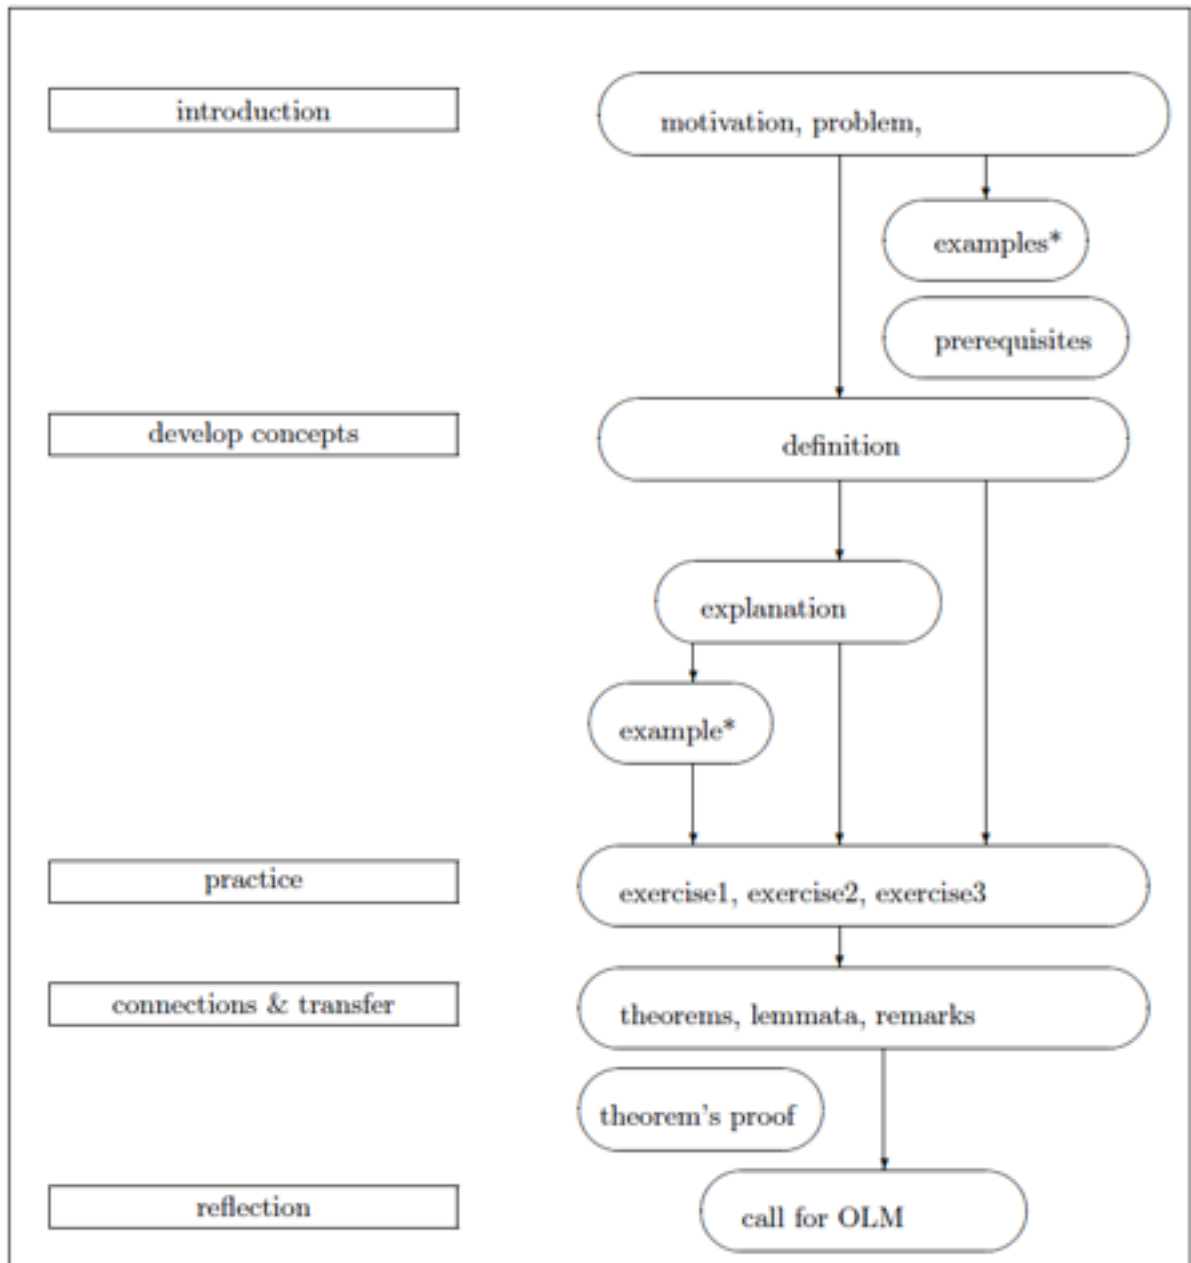 introduction
motivation, problem,
examples*
prerequisites
develop concepts
definition
explanation
example*
practice
exercise1, exercise2, exercise3
connections & transfer
theorems, lemmata, remarks
theorem's proof
reflection
call for OLM